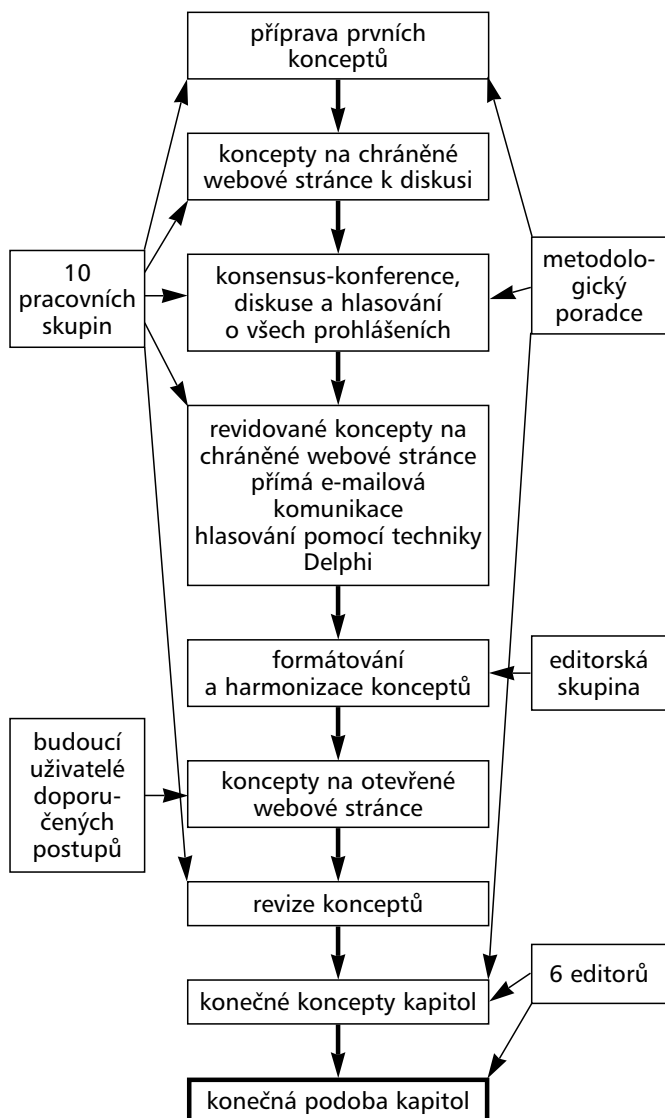 příprava prvních
konceptů
koncepty na chráněné
webové stránce k diskusi
10
pracovních
skupin
konsensus-konference,
diskuse a hlasování
o všech prohlášeních
metodolo-
gický
poradce
revidované koncepty na
chráněné webové stránce
přímá e-mailová
komunikace
hlasování pomocí techniky
Delphi
formátování
a harmonizace konceptů
editorská
skupina
budoucí
uživatelé
doporu-
čených
postupů
koncepty na otevřené
webové stránce
revize konceptů
6 editorů
konečné koncepty kapitol
konečná podoba kapitol